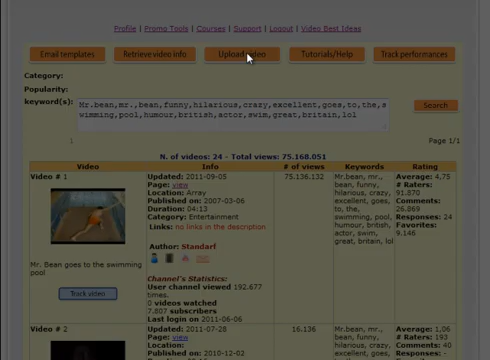 Profile | Promo Tools | Courses | Support | Logout | Video Best Ideas
Email templates Retrieve video info Upload video Tutorials/Help Track performances
Category:
Popularity:
keyword(s): Mr.bean,mr.,bean,funny,hilarious,crazy,excellent,goes,to,the,s
wimming,pool,humour,british,actor,swim,great,britain,lol
Search
1 Page 1/1
N. of videos: 24 - Total views: 75.168.051
Video Info # of views Keywords Rating
Video # 1
Mr. Bean goes to the swimming
pool
Track video
Updated: 2011-09-05
Page: view
Location: Array
Published on: 2007-03-06
Duration: 04:13
Category: Entertainment
Links: no links in the description
Author: Standarf
Channel's Statistics:
User channel viewed 192.677
times.
0 videos watched
7.807 subscribers
Last login on 2011-06-06
75.136.132
Mr.bean, mr.,
bean, funny,
hilarious, crazy,
excellent, goes,
to, the,
swimming, pool,
humour, british,
actor, swim,
great, britain, lol
Average: 4,75
# Raters:
91.870
Comments:
26.869
Responses: 24
Favorites:
9.146
Video # 2
Updated: 2011-07-28
Page: view
Location:
Published on: 2010-12-02
16.136
Mr.bean, mr.,
bean, funny,
hilarious, crazy,
excellent, goes,
Average: 1,06
# Raters: 193
Comments: 40
Responses: -